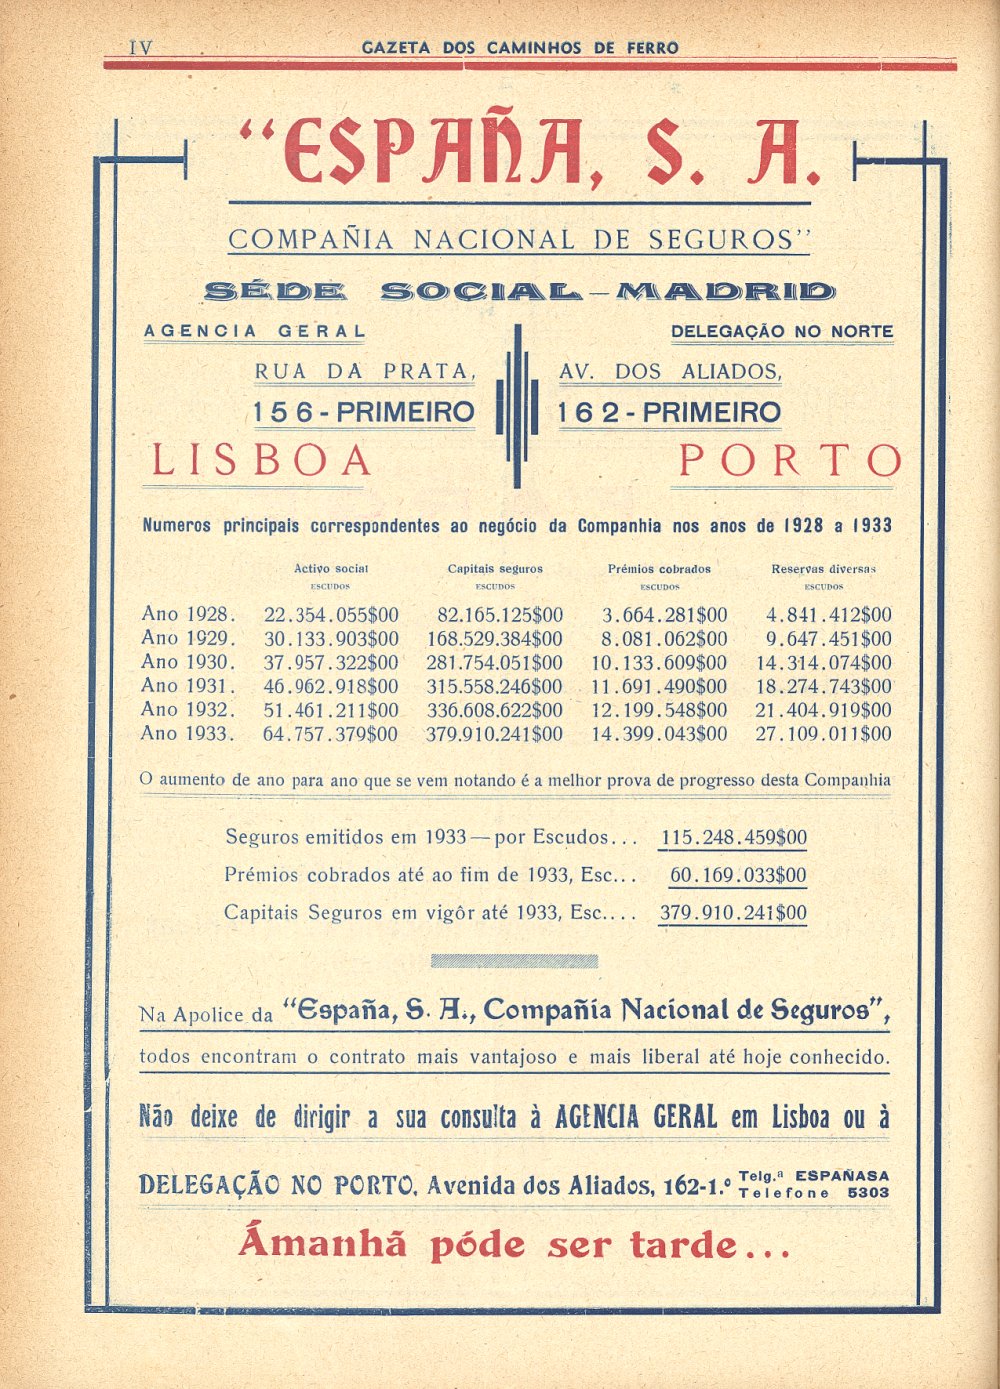 IV
GAZETA DOS CAMINHOS DE FERRO
“ESPAÑA, S. A.
COMPAÑIA NACIONAL DE SEGUROS”
SÉDE SOCIAL — MADRID
AGENCIA GERAL
RUA DA PRATA,
156 - PRIMEIRO
LISBOA
DELEGAÇÃO NO NORTE
AV. DOS ALIADOS,
162 - PRIMEIRO
PORTO
Numeros principais correspondentes ao negócio da Companhia nos anos de 1928 a 1933
Activo social Capitais seguros Prémios cobrados Reservas diversas
ESCUDOS ESCUDOS ESCUDOS ESCUDOS
Ano 1928. 22.354.055$00 82.165.125$00 3.664.281$00 4.841.412$00
Ano 1929. 30.133.903$00 168.529.384$00 8.081.062$00 9.647.451$00
Ano 1930. 37.957.322$00 281.754.051$00 10.133.609$00 14.314.074$00
Ano 1931. 46.962.918$00 315.558.246$00 11.691.490$00 18.274.743$00
Ano 1932. 51.461.211$00 336.608.622$00 12.199.548$00 21.404.919$00
Ano 1933. 64.757.379$00 379.910.241$00 14.399.043$00 27.109.011$00
O aumento de ano para ano que se vem notando é a melhor prova de progresso desta Companhia
Seguros emitidos em 1933 — por Escudos... 115.248.459$00
Prémios cobrados até ao fim de 1933, Esc... 60.169.033$00
Capitais Seguros em vigôr até 1933, Esc.... 379.910.241$00
Na Apolice da “España, S. A., Compañia Nacional de Seguros”,
todos encontram o contrato mais vantajoso e mais liberal até hoje conhecido.
Não deixe de dirigir a sua consulta à AGENCIA GERAL em Lisboa ou à
DELEGAÇÃO NO PORTO, Avenida dos Aliados, 162-1.º Telg.ª ESPAÑASA
Telefone 5303
Ámanhã póde ser tarde...